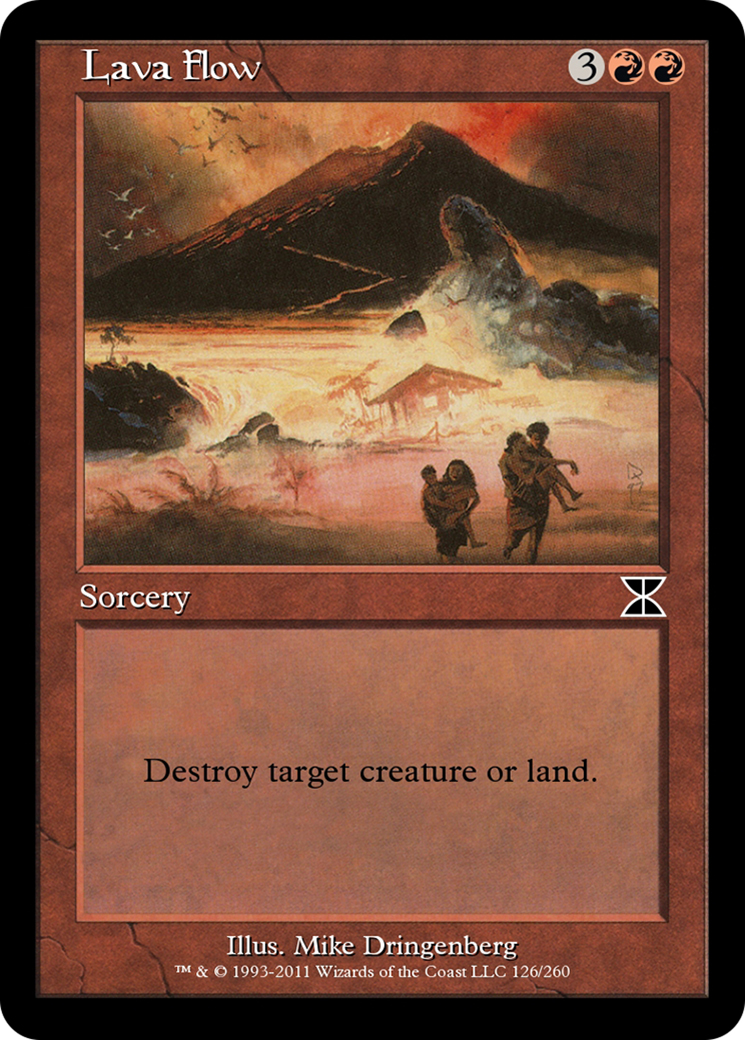 Lava Flow 3
Sorcery
Destroy target creature or land.
Illus. Mike Dringenberg
™ & © 1993-2011 Wizards of the Coast LLC 126/260